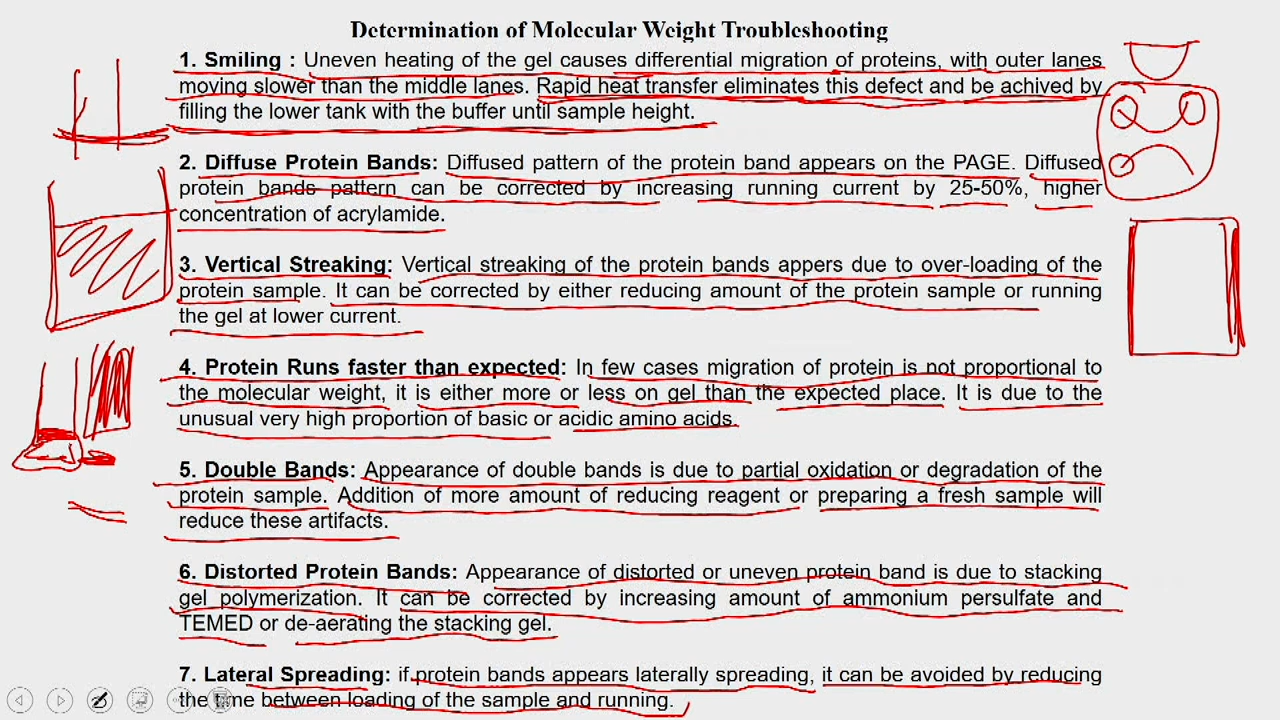 Determination of Molecular Weight Troubleshooting
1. Smiling : Uneven heating of the gel causes differential migration of proteins, with outer lanes
moving slower than the middle lanes. Rapid heat transfer eliminates this defect and be achived by
filling the lower tank with the buffer until sample height.
2. Diffuse Protein Bands: Diffused pattern of the protein band appears on the PAGE. Diffused
protein bands pattern can be corrected by increasing running current by 25-50%, higher
concentration of acrylamide.
3. Vertical Streaking: Vertical streaking of the protein bands appers due to over-loading of the
protein sample. It can be corrected by either reducing amount of the protein sample or running
the gel at lower current.
4. Protein Runs faster than expected: In few cases migration of protein is not proportional to
the molecular weight, it is either more or less on gel than the expected place. It is due to the
unusual very high proportion of basic or acidic amino acids.
5. Double Bands: Appearance of double bands is due to partial oxidation or degradation of the
protein sample. Addition of more amount of reducing reagent or preparing a fresh sample will
reduce these artifacts.
6. Distorted Protein Bands: Appearance of distorted or uneven protein band is due to stacking
gel polymerization. It can be corrected by increasing amount of ammonium persulfate and
TEMED or de-aerating the stacking gel.
7. Lateral Spreading: if protein bands appears laterally spreading, it can be avoided by reducing
the time between loading of the sample and running.